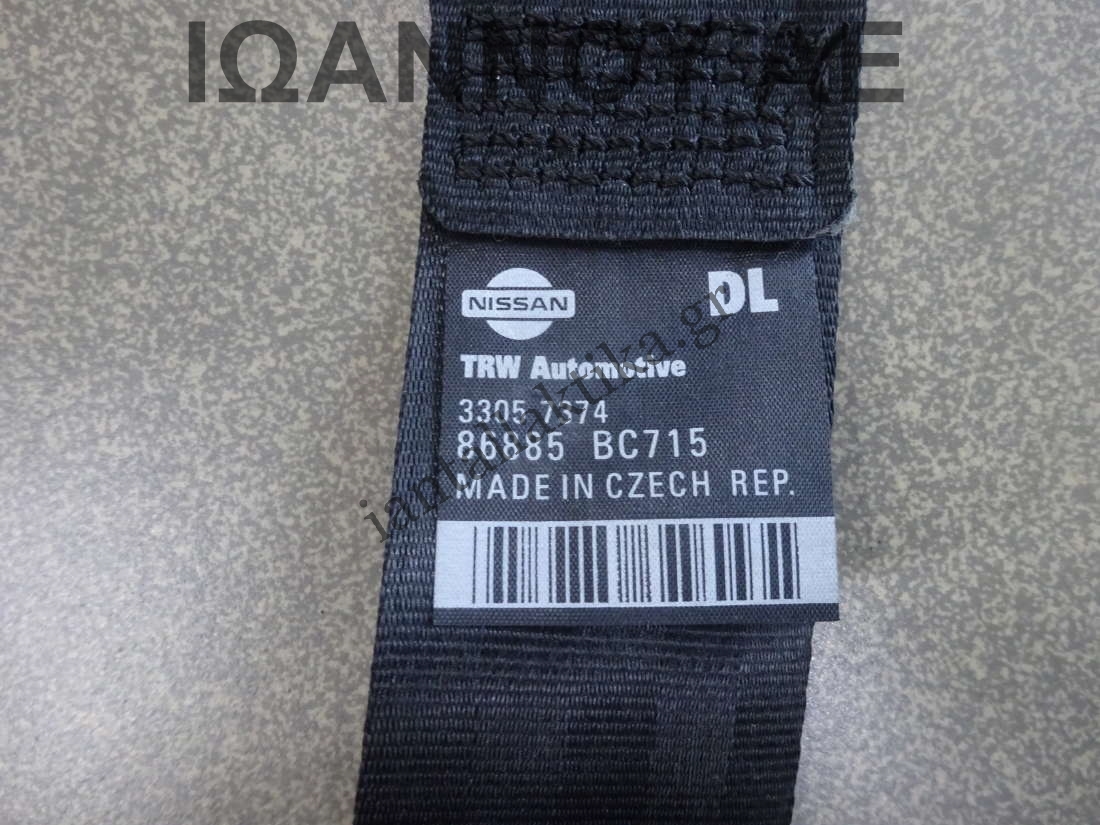 NISSAN
DL
TRW Automotive
3305 7374
86885 BC715
MADE IN CZECH REP.